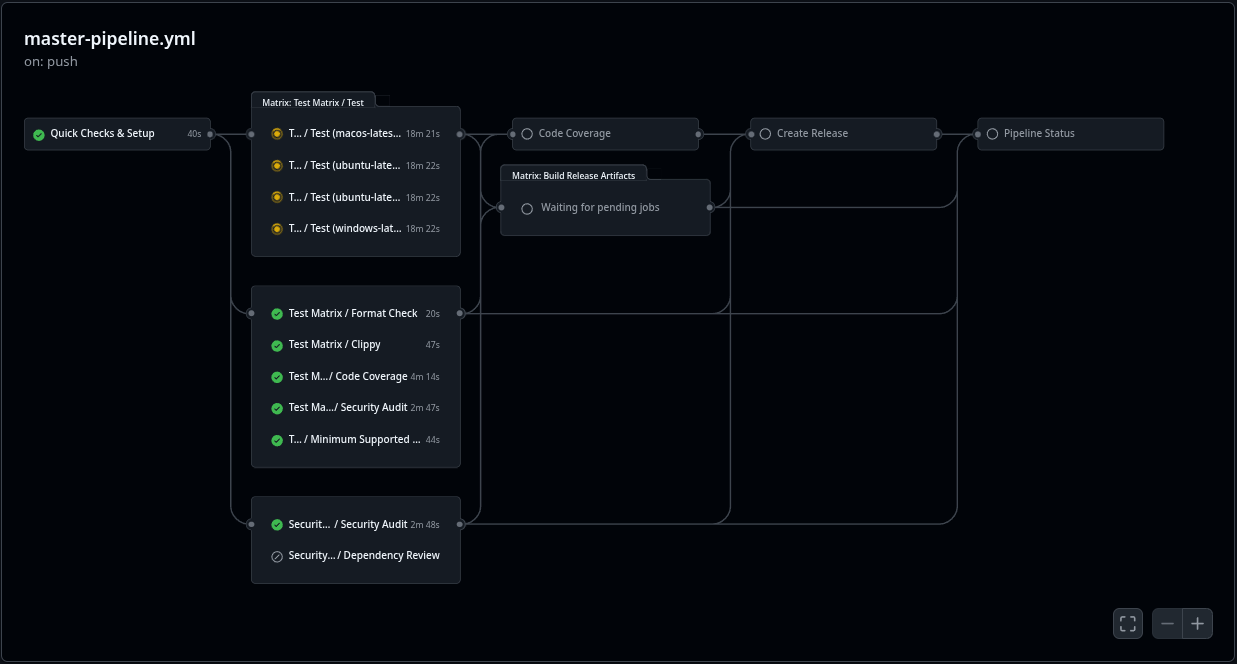 master-pipeline.yml
on: push
Matrix: Test Matrix / Test
Quick Checks & Setup 40s
T... / Test (macos-lates... 18m 21s
T... / Test (ubuntu-late... 18m 22s
T... / Test (ubuntu-late... 18m 22s
T... / Test (windows-lat... 18m 22s
Code Coverage
Matrix: Build Release Artifacts
Waiting for pending jobs
Create Release
Pipeline Status
Test Matrix / Format Check 20s
Test Matrix / Clippy 47s
Test M... / Code Coverage 4m 14s
Test Ma... / Security Audit 2m 47s
T... / Minimum Supported ... 44s
Securit... / Security Audit 2m 48s
Security... / Dependency Review